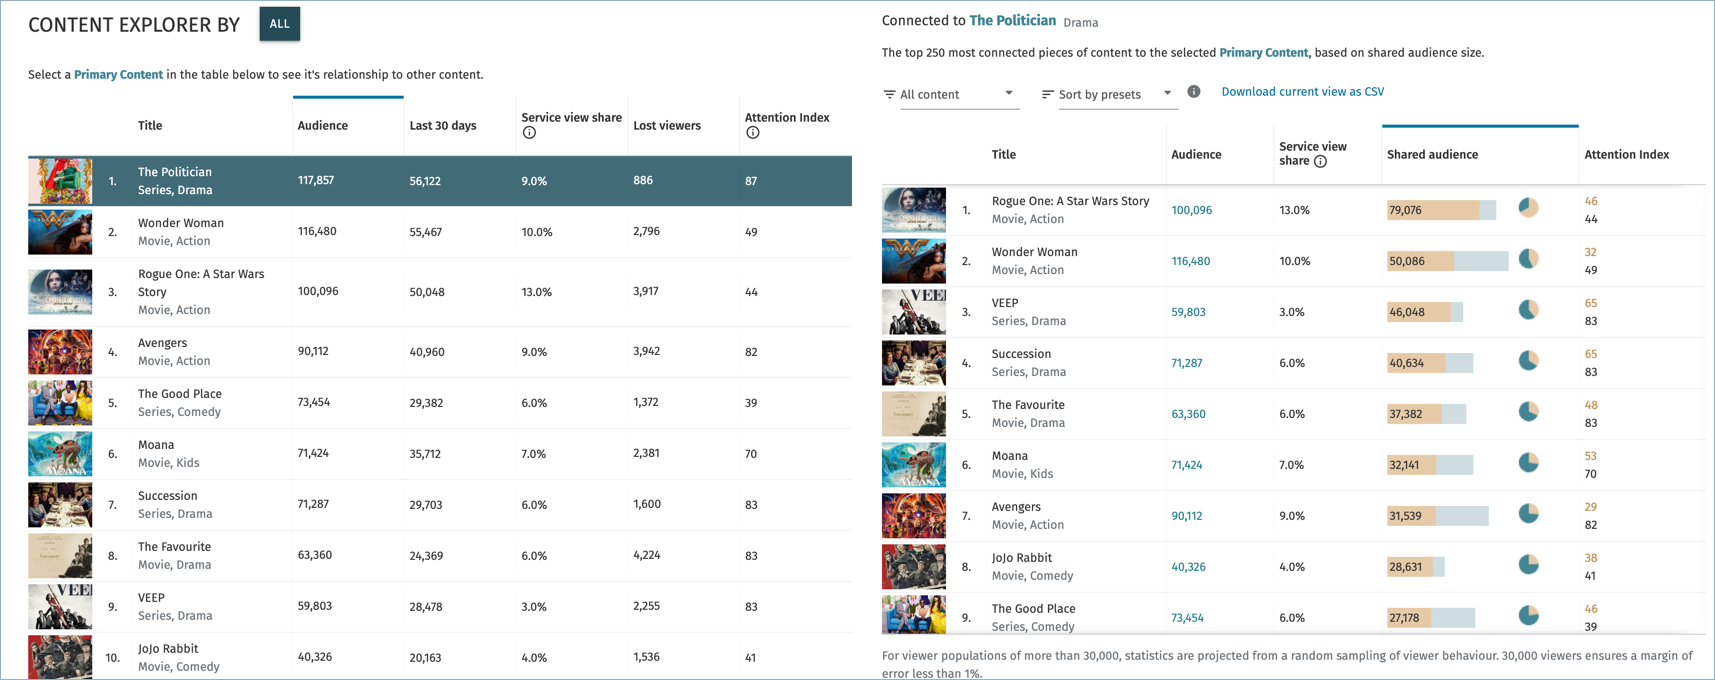 CONTENT EXPLORER BY ALL
Select a Primary Content in the table below to see it's relationship to other content.
Title Audience Last 30 days Service view share Lost viewers Attention Index
1. The Politician Series, Drama 117,857 56,122 9.0% 886 87
2. Wonder Woman Movie, Action 116,480 55,467 10.0% 2,796 49
3. Rogue One: A Star Wars Story Movie, Action 100,096 50,048 13.0% 3,917 44
4. Avengers Movie, Action 90,112 40,960 9.0% 3,942 82
5. The Good Place Series, Comedy 73,454 29,382 6.0% 1,372 39
6. Moana Movie, Kids 71,424 35,712 7.0% 2,381 70
7. Succession Series, Drama 71,287 29,703 6.0% 1,600 83
8. The Favourite Movie, Drama 63,360 24,369 6.0% 4,224 83
9. VEEP Series, Drama 59,803 28,478 3.0% 2,255 83
10. JoJo Rabbit Movie, Comedy 40,326 20,163 4.0% 1,536 41
Connected to The Politician Drama
The top 250 most connected pieces of content to the selected Primary Content, based on shared audience size.
All content Sort by presets Download current view as CSV
Title Audience Service view share Shared audience Attention Index
1. Rogue One: A Star Wars Story Movie, Action 100,096 13.0% 79,076 46 44
2. Wonder Woman Movie, Action 116,480 10.0% 50,086 32 49
3. VEEP Series, Drama 59,803 3.0% 46,048 65 83
4. Succession Series, Drama 71,287 6.0% 40,634 65 83
5. The Favourite Movie, Drama 63,360 6.0% 37,382 48 83
6. Moana Movie, Kids 71,424 7.0% 32,141 53 70
7. Avengers Movie, Action 90,112 9.0% 31,539 29 82
8. JoJo Rabbit Movie, Comedy 40,326 4.0% 28,631 38 41
9. The Good Place Series, Comedy 73,454 6.0% 27,178 46 39
For viewer populations of more than 30,000, statistics are projected from a random sampling of viewer behaviour. 30,000 viewers ensures a margin of
error less than 1%.